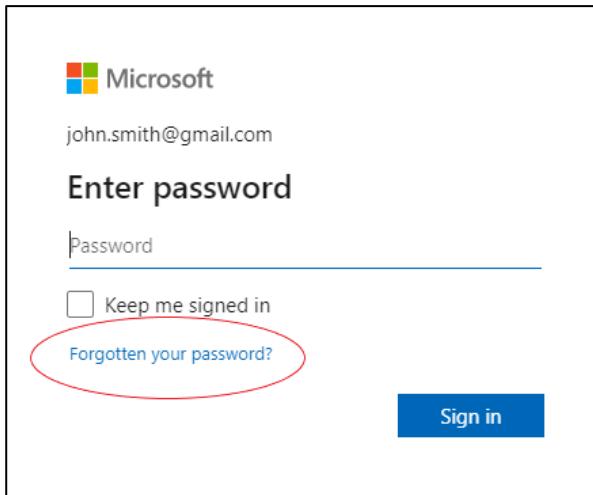 Microsoft
john.smith@gmail.com
Enter password
Password
Keep me signed in
Forgotten your password?
Sign in